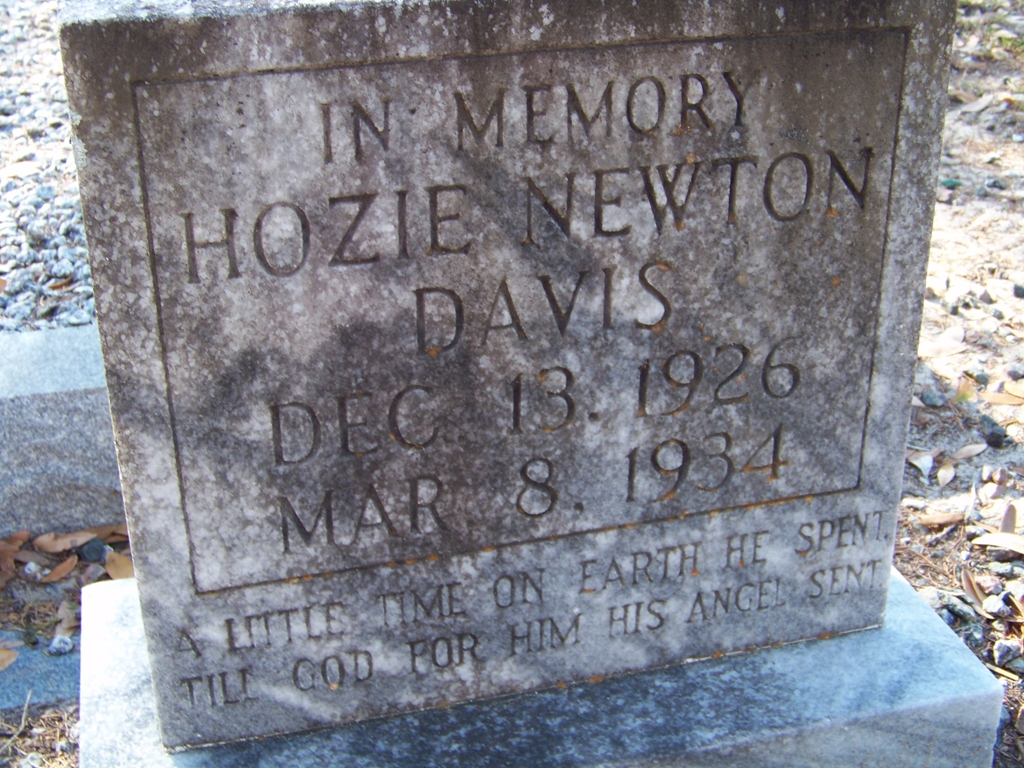 IN MEMORY
HOZIE NEWTON
DAVIS
DEC 13. 1926
MAR 8. 1934
A LITTLE TIME ON EARTH HE SPENT.
TILL GOD FOR HIM HIS ANGEL SENT.